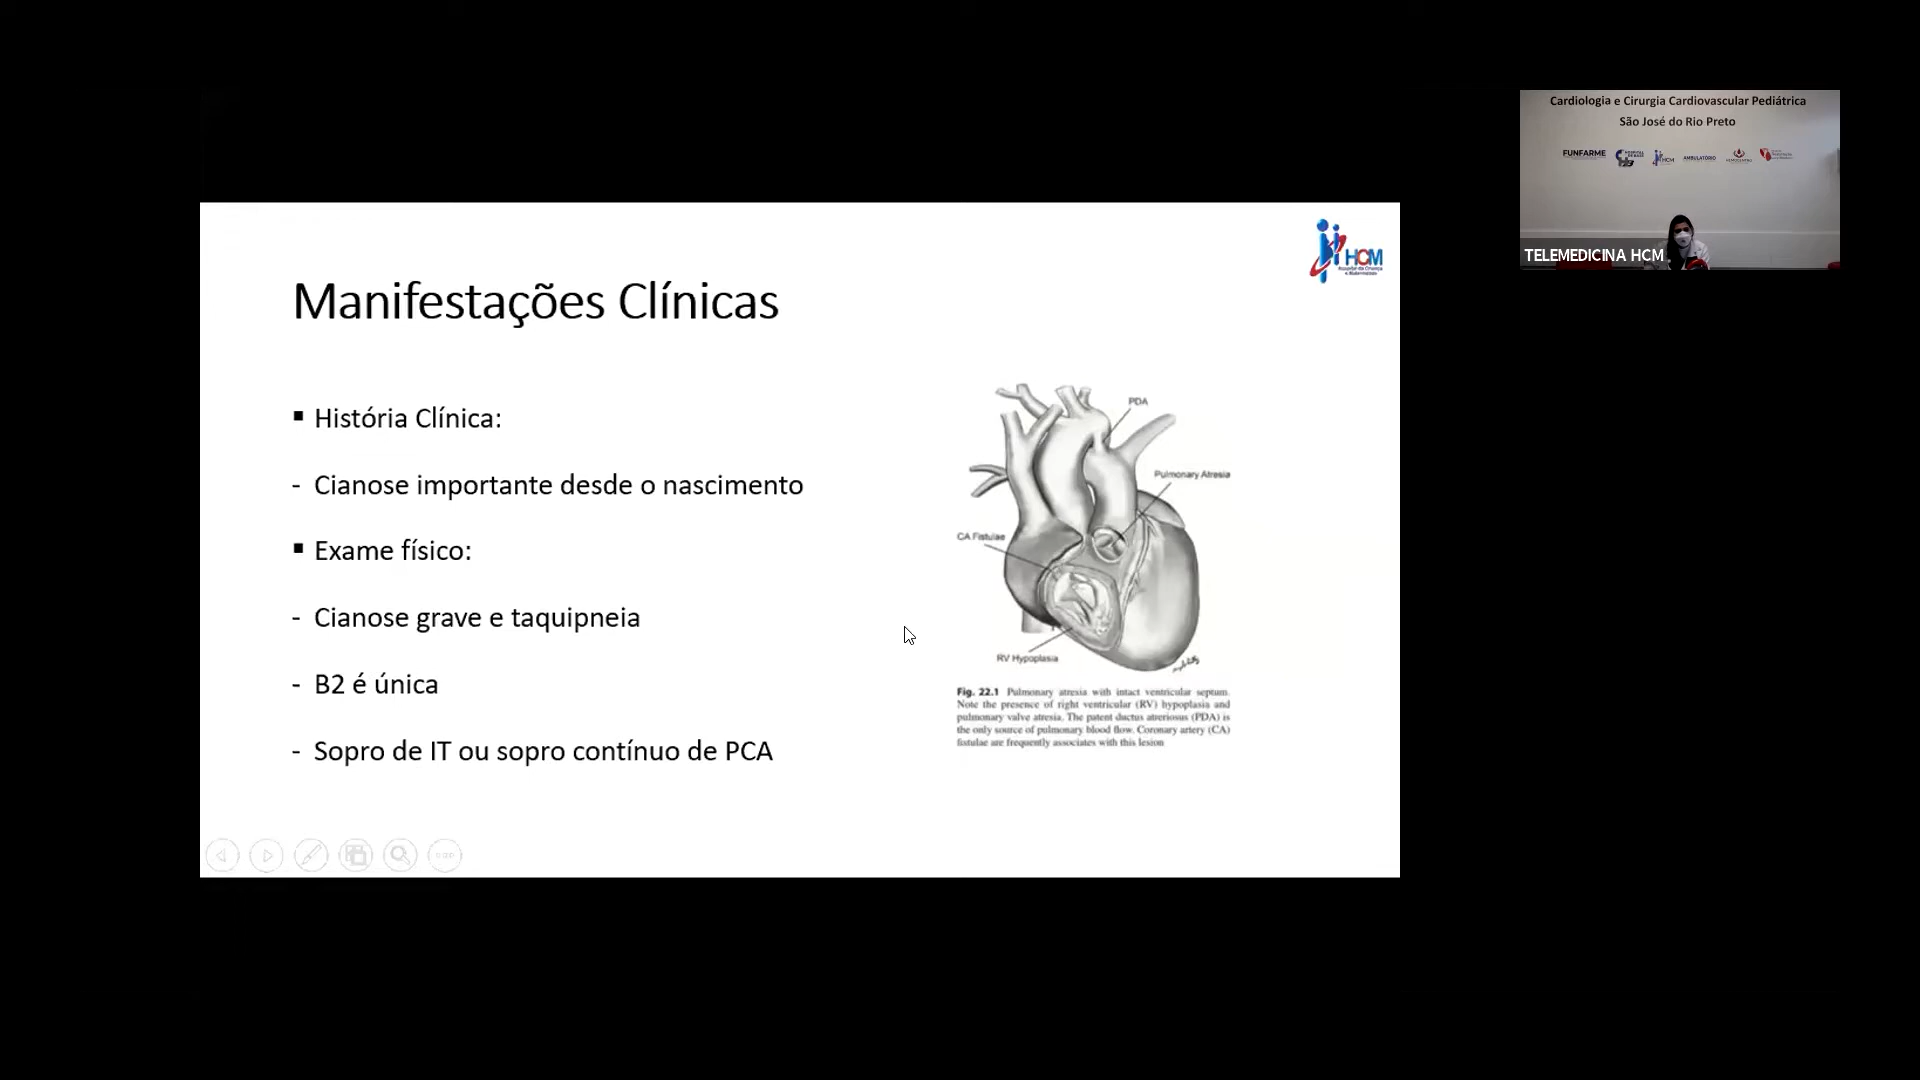 Cardiologia e Cirurgia Cardiovascular Pediátrica
São José do Rio Preto
FUNFARME
HCM
AMBULATORIO
TELEMEDICINA HCM
HCM
Manifestações Clínicas
▪ História Clínica:
- Cianose importante desde o nascimento
▪ Exame físico:
- Cianose grave e taquipneia
- B2 é única
- Sopro de IT ou sopro contínuo de PCA
PDA
Pulmonary Atresia
CA Fistulae
RV Hypoplasia
Fig. 22.1 Pulmonary atresia with intact ventricular septum.
Note the presence of right ventricular (RV) hypoplasia and
pulmonary valve atresia. The patent ductus atreriosus (PDA) is
the only source of pulmonary blood flow. Coronary artery (CA)
fistulae are frequently associates with this lesion